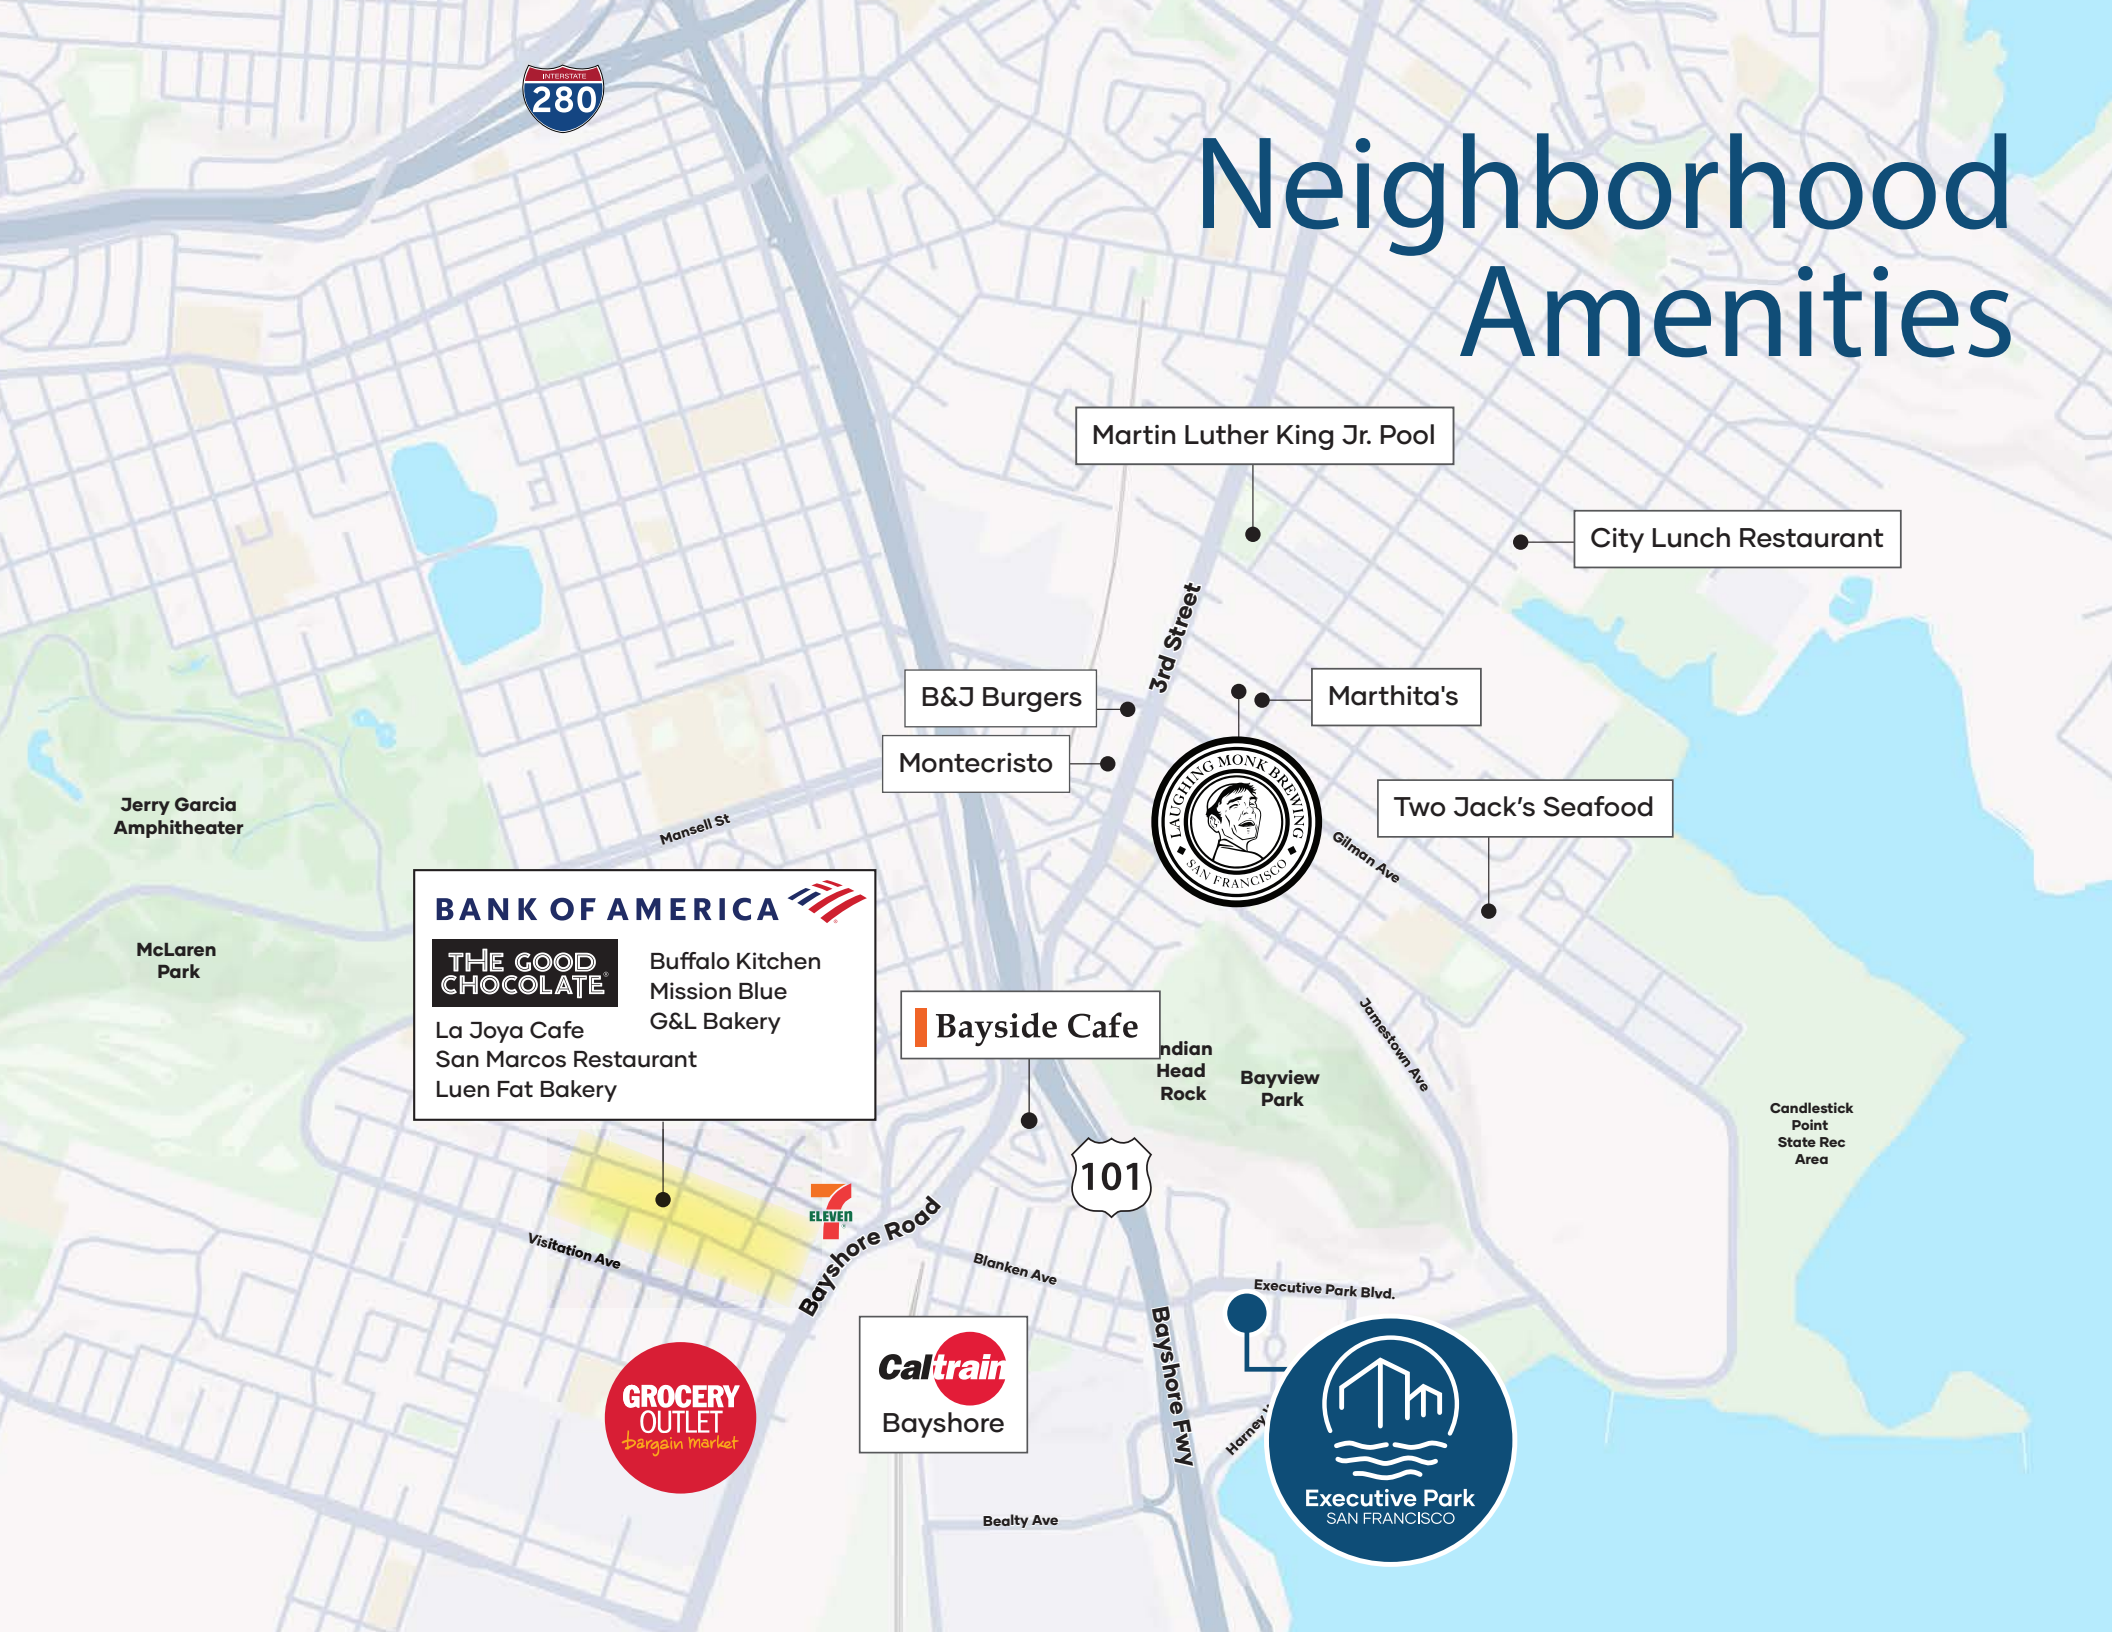 INTERSTATE
280
Neighborhood
Amenities
Martin Luther King Jr. Pool
City Lunch Restaurant
3rd Street
B&J Burgers
Marthita's
Montecristo
LAUGHING MONK BREWING
SAN FRANCISCO
Two Jack’s Seafood
Gilman Ave
Jerry Garcia
Amphitheater
Mansell St
McLaren
Park
BANK OF AMERICA
THE GOOD
CHOCOLATE®
Buffalo Kitchen
Mission Blue
G&L Bakery
La Joya Cafe
San Marcos Restaurant
Luen Fat Bakery
Bayside Cafe
ndian
Head
Rock
Bayview
Park
Jamestown Ave
Candlestick
Point
State Rec
Area
101
7
ELEVEN
Bayshore Road
Visitation Ave
Blanken Ave
Executive Park Blvd.
Bayshore Fwy
GROCERY
OUTLET
bargain market
Caltrain
Bayshore
Harney
Executive Park
SAN FRANCISCO
Bealty Ave